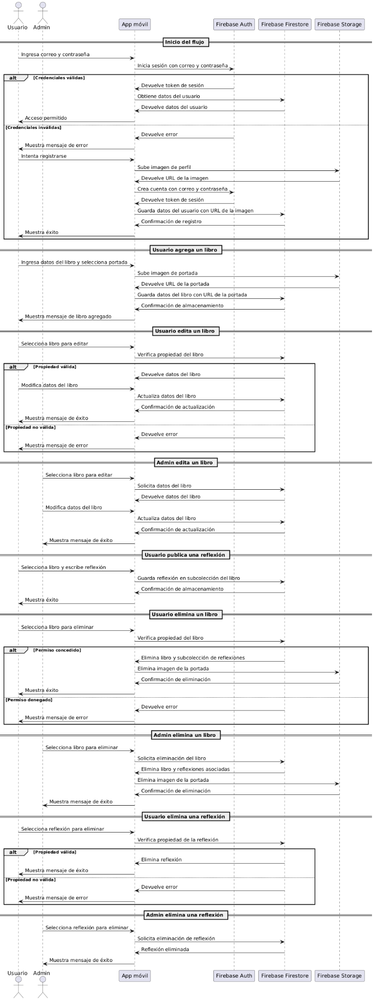 Usuario
Admin
App móvil
Firebase Auth
Firebase Firestore
Firebase Storage
Inicio del flujo
Ingresa correo y contraseña
Inicia sesión con correo y contraseña
alt
[Credenciales válidas]
Devuelve token de sesión
Obtiene datos del usuario
Devuelve datos del usuario
Acceso permitido
[Credenciales inválidas]
Devuelve error
Muestra mensaje de error
Intenta registrarse
Sube imagen de perfil
Devuelve URL de la imagen
Crea cuenta con correo y contraseña
Devuelve token de sesión
Guarda datos del usuario con URL de la imagen
Confirmación de registro
Muestra éxito
Usuario agrega un libro
Ingresa datos del libro y selecciona portada
Sube imagen de portada
Devuelve URL de la portada
Guarda datos del libro con URL de la portada
Confirmación de almacenamiento
Muestra mensaje de libro agregado
Usuario edita un libro
Selecciona libro para editar
Verifica propiedad del libro
alt
[Propiedad válida]
Devuelve datos del libro
Modifica datos del libro
Actualiza datos del libro
Confirmación de actualización
Muestra mensaje de éxito
[Propiedad no válida]
Devuelve error
Muestra mensaje de error
Admin edita un libro
Selecciona libro para editar
Solicita datos del libro
Devuelve datos del libro
Modifica datos del libro
Actualiza datos del libro
Confirmación de actualización
Muestra mensaje de éxito
Usuario publica una reflexión
Selecciona libro y escribe reflexión
Guarda reflexión en subcolección del libro
Confirmación de almacenamiento
Muestra éxito
Usuario elimina un libro
Selecciona libro para eliminar
Verifica propiedad del libro
alt
[Permiso concedido]
Elimina libro y subcolección de reflexiones
Elimina imagen de la portada
Confirmación de eliminación
Muestra éxito
[Permiso denegado]
Devuelve error
Muestra mensaje de error
Admin elimina un libro
Selecciona libro para eliminar
Solicita eliminación del libro
Elimina libro y reflexiones asociadas
Elimina imagen de la portada
Confirmación de eliminación
Muestra mensaje de éxito
Usuario elimina una reflexión
Selecciona reflexión para eliminar
Verifica propiedad de la reflexión
alt
[Propiedad válida]
Elimina reflexión
Muestra mensaje de éxito
[Propiedad no válida]
Devuelve error
Muestra mensaje de error
Admin elimina una reflexión
Selecciona reflexión para eliminar
Solicita eliminación de reflexión
Reflexión eliminada
Muestra mensaje de éxito
Usuario
Admin
App móvil
Firebase Auth
Firebase Firestore
Firebase Storage